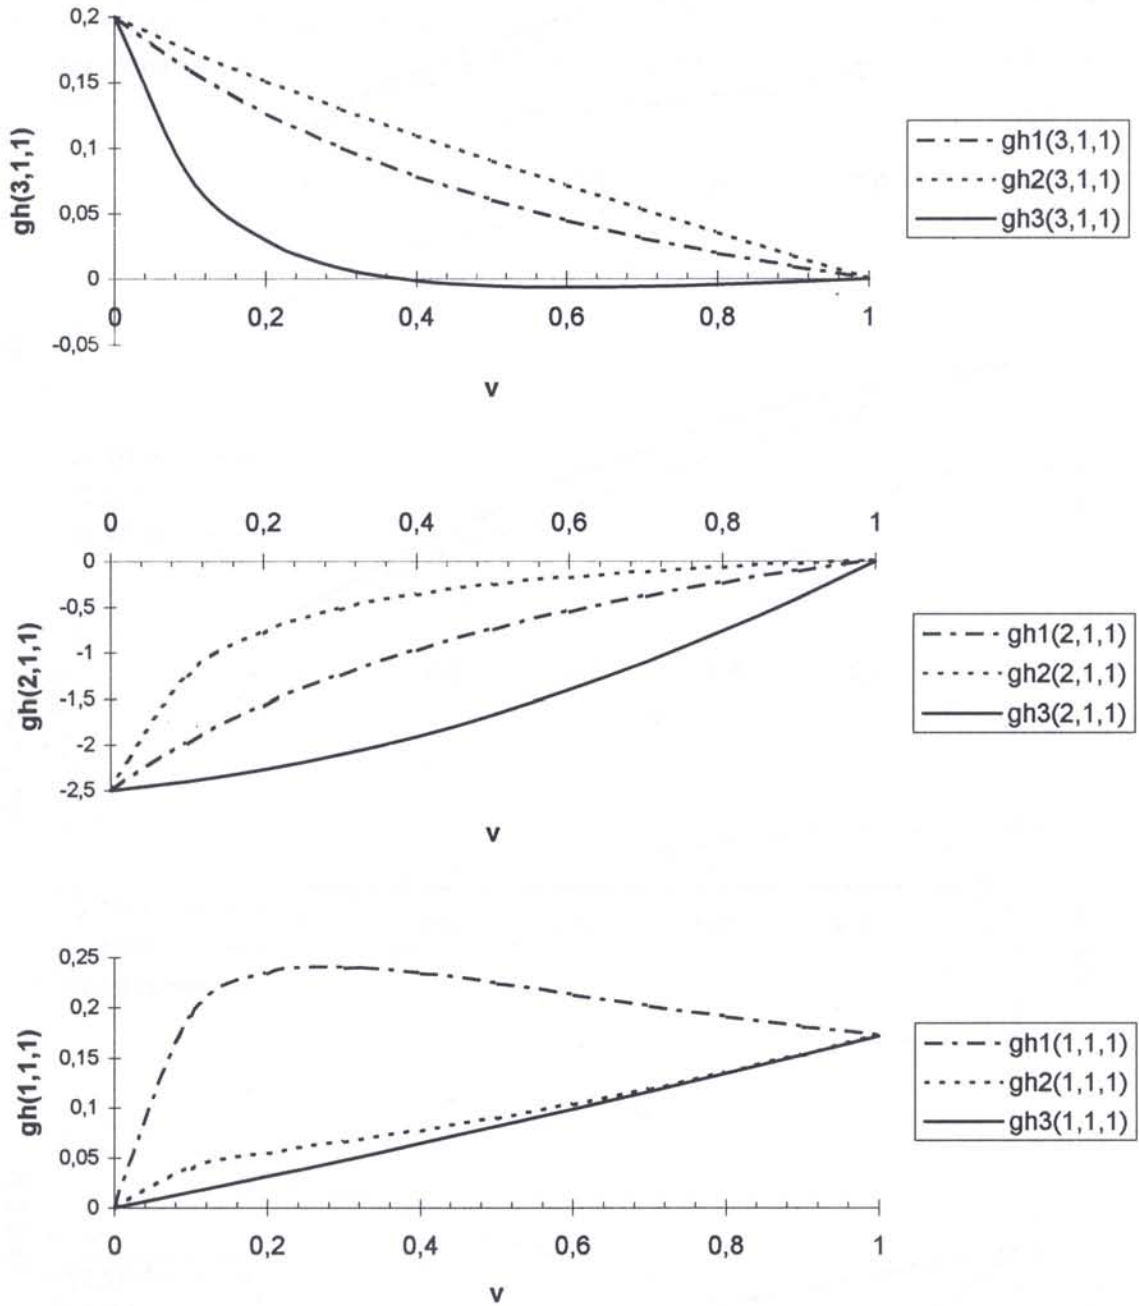 0,2
0,15
0,1
0,05
0
-0,05
gh(3,1,1)
0 0,2 0,4 0,6 0,8 1
v
gh1(3,1,1)
gh2(3,1,1)
gh3(3,1,1)
0 0,2 0,4 0,6 0,8 1
0
-0,5
-1
-1,5
-2
-2,5
gh(2,1,1)
v
gh1(2,1,1)
gh2(2,1,1)
gh3(2,1,1)
0,25
0,2
0,15
0,1
0,05
0
gh(1,1,1)
0 0,2 0,4 0,6 0,8 1
v
gh1(1,1,1)
gh2(1,1,1)
gh3(1,1,1)